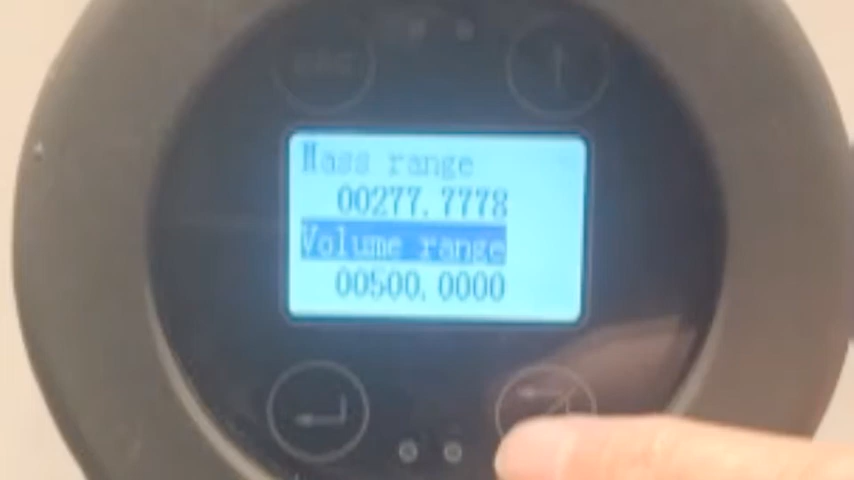 Mass range
00277.7778
Volume range
00500.0000